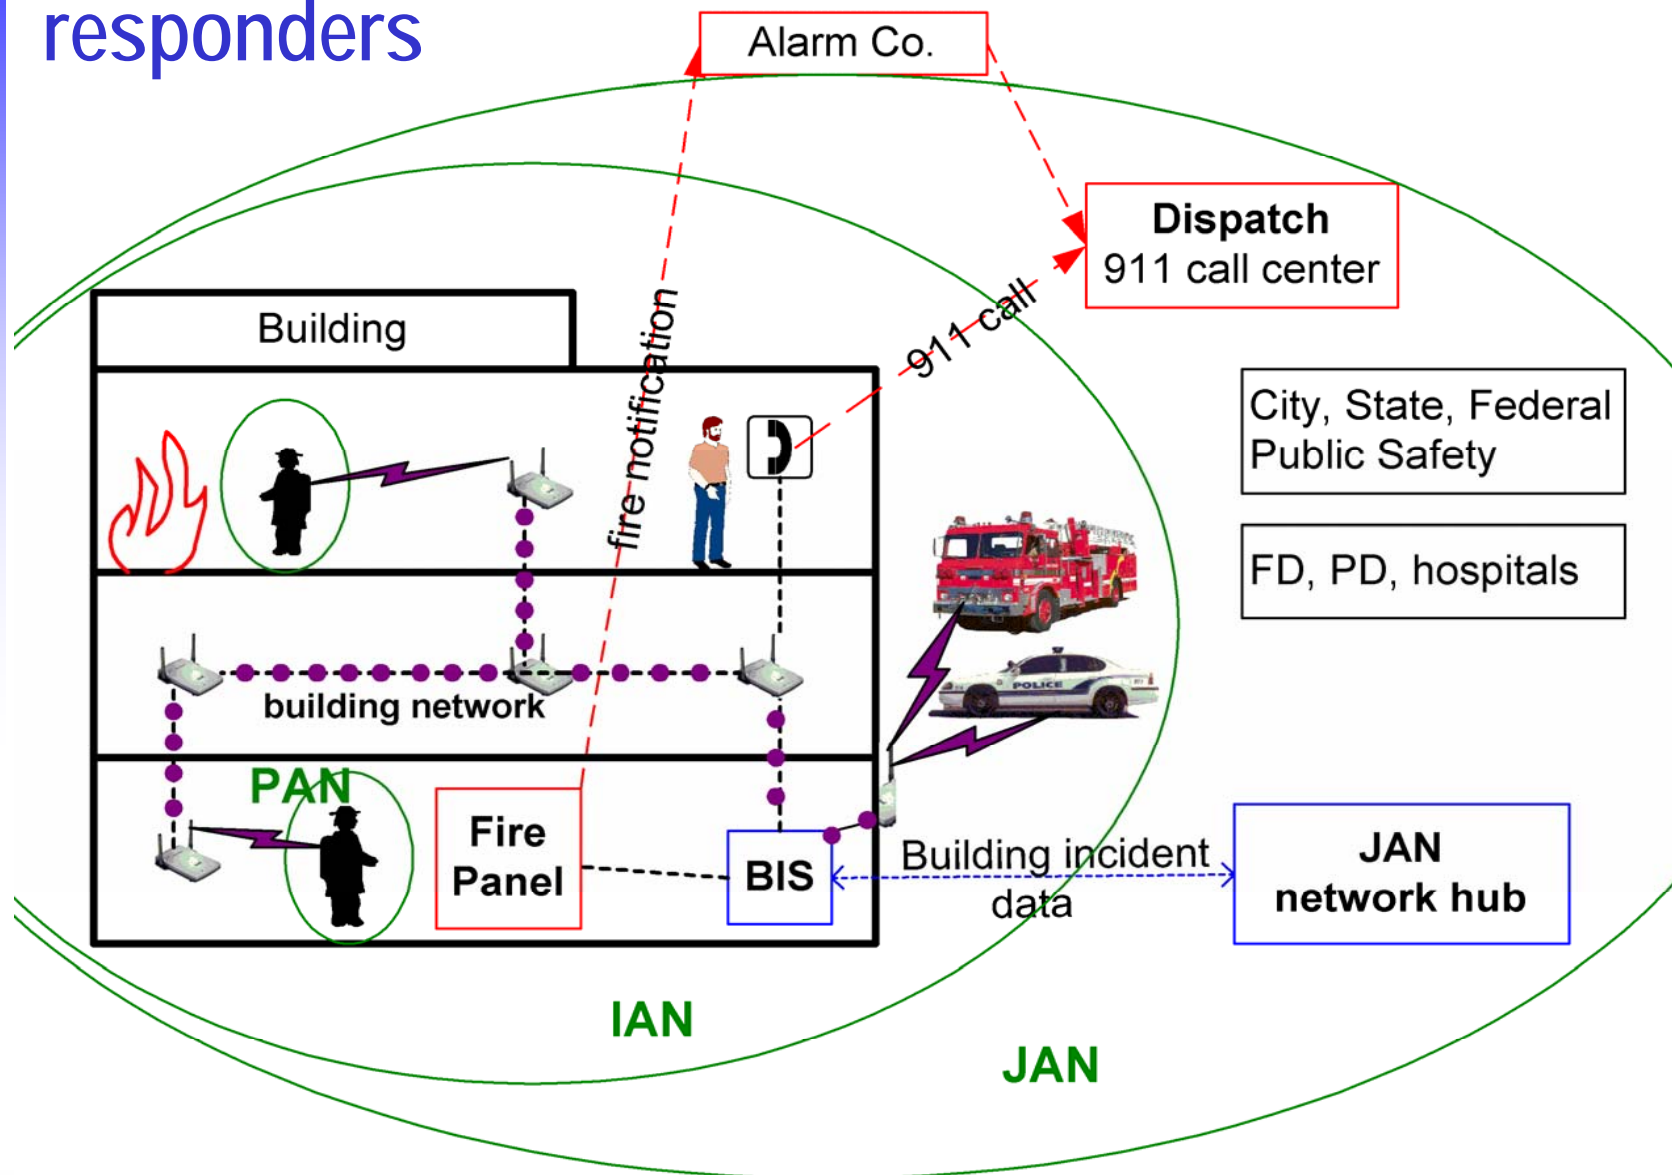 responders
Alarm Co.
Dispatch
911 call center
911 call
fire notification
Building
City, State, Federal
Public Safety
FD, PD, hospitals
POLICE
building network
PAN
Fire
Panel
BIS
Building incident
data
JAN
network hub
IAN
JAN